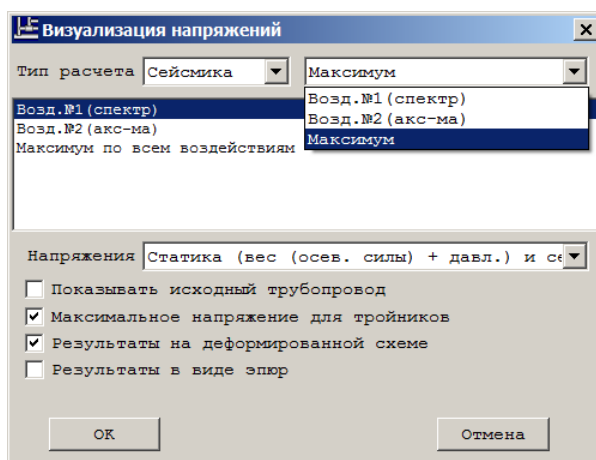 Визуализация напряжений
Тип расчета Сейсмика Максимум
Возд.№1(спектр)
Возд.№2(акс-ма)
Максимум
Возд.№1(спектр)
Возд.№2(акс-ма)
Максимум по всем воздействиям
Напряжения Статика (вес (осев. силы) + давл.) и се
Показывать исходный трубопровод
Максимальное напряжение для тройников
Результаты на деформированной схеме
Результаты в виде эпюр
ОК Отмена